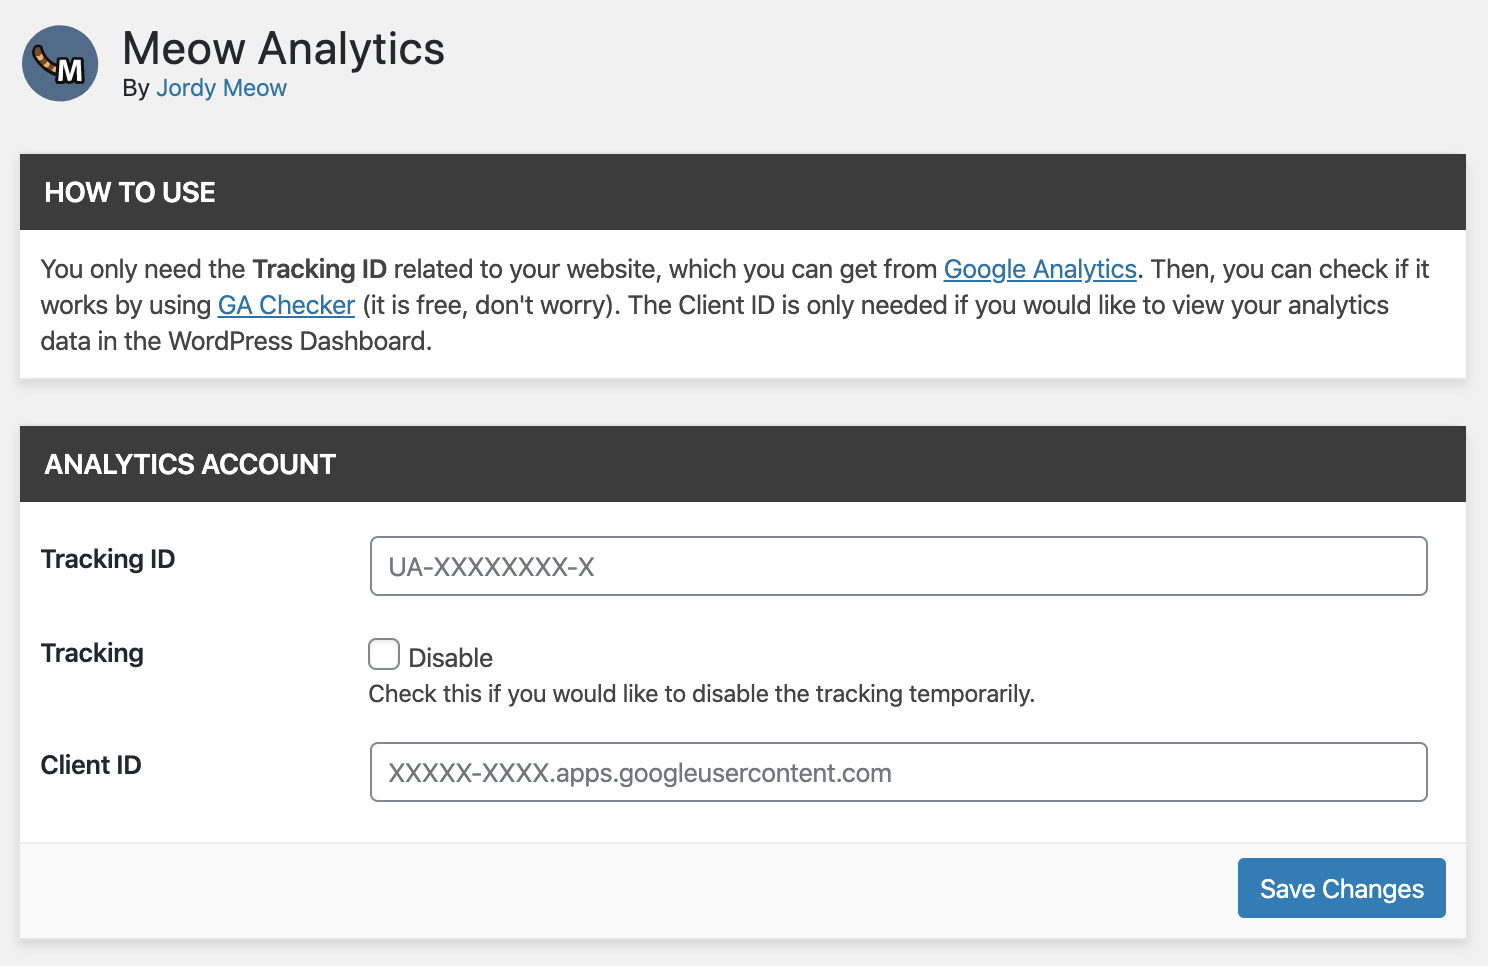 M
Meow Analytics
By Jordy Meow
HOW TO USE
You only need the Tracking ID related to your website, which you can get from Google Analytics. Then, you can check if it
works by using GA Checker (it is free, don't worry). The Client ID is only needed if you would like to view your analytics
data in the WordPress Dashboard.
ANALYTICS ACCOUNT
Tracking ID
UA-XXXXXXXX-X
Tracking
Disable
Check this if you would like to disable the tracking temporarily.
Client ID
XXXXX-XXXX.apps.googleusercontent.com
Save Changes